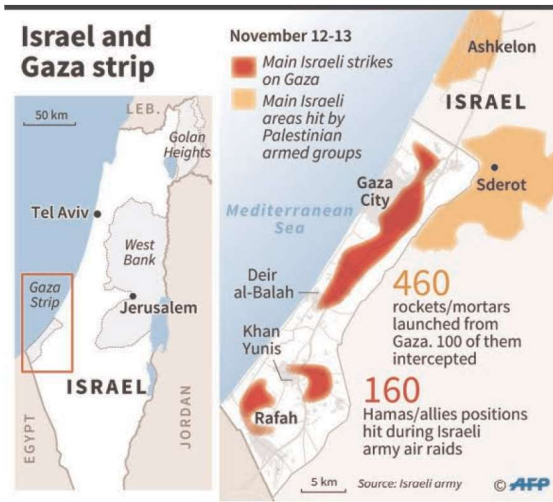 Israel and
Gaza strip
50 km
LEB.
Golan
Heights
Tel Aviv
West
Bank
Gaza
Strip
Jerusalem
ISRAEL
EGYPT
JORDAN
November 12-13
Main Israeli strikes
on Gaza
Main Israeli
areas hit by
Palestinian
armed groups
Ashkelon
ISRAEL
Gaza
City
Sderot
Mediterranean
Sea
Deir
al-Balah
460
rockets/mortars
launched from
Gaza. 100 of them
intercepted
Khan
Yunis
160
Hamas/allies positions
hit during Israeli
army air raids
Rafah
5 km
Source: Israeli army
© AFP